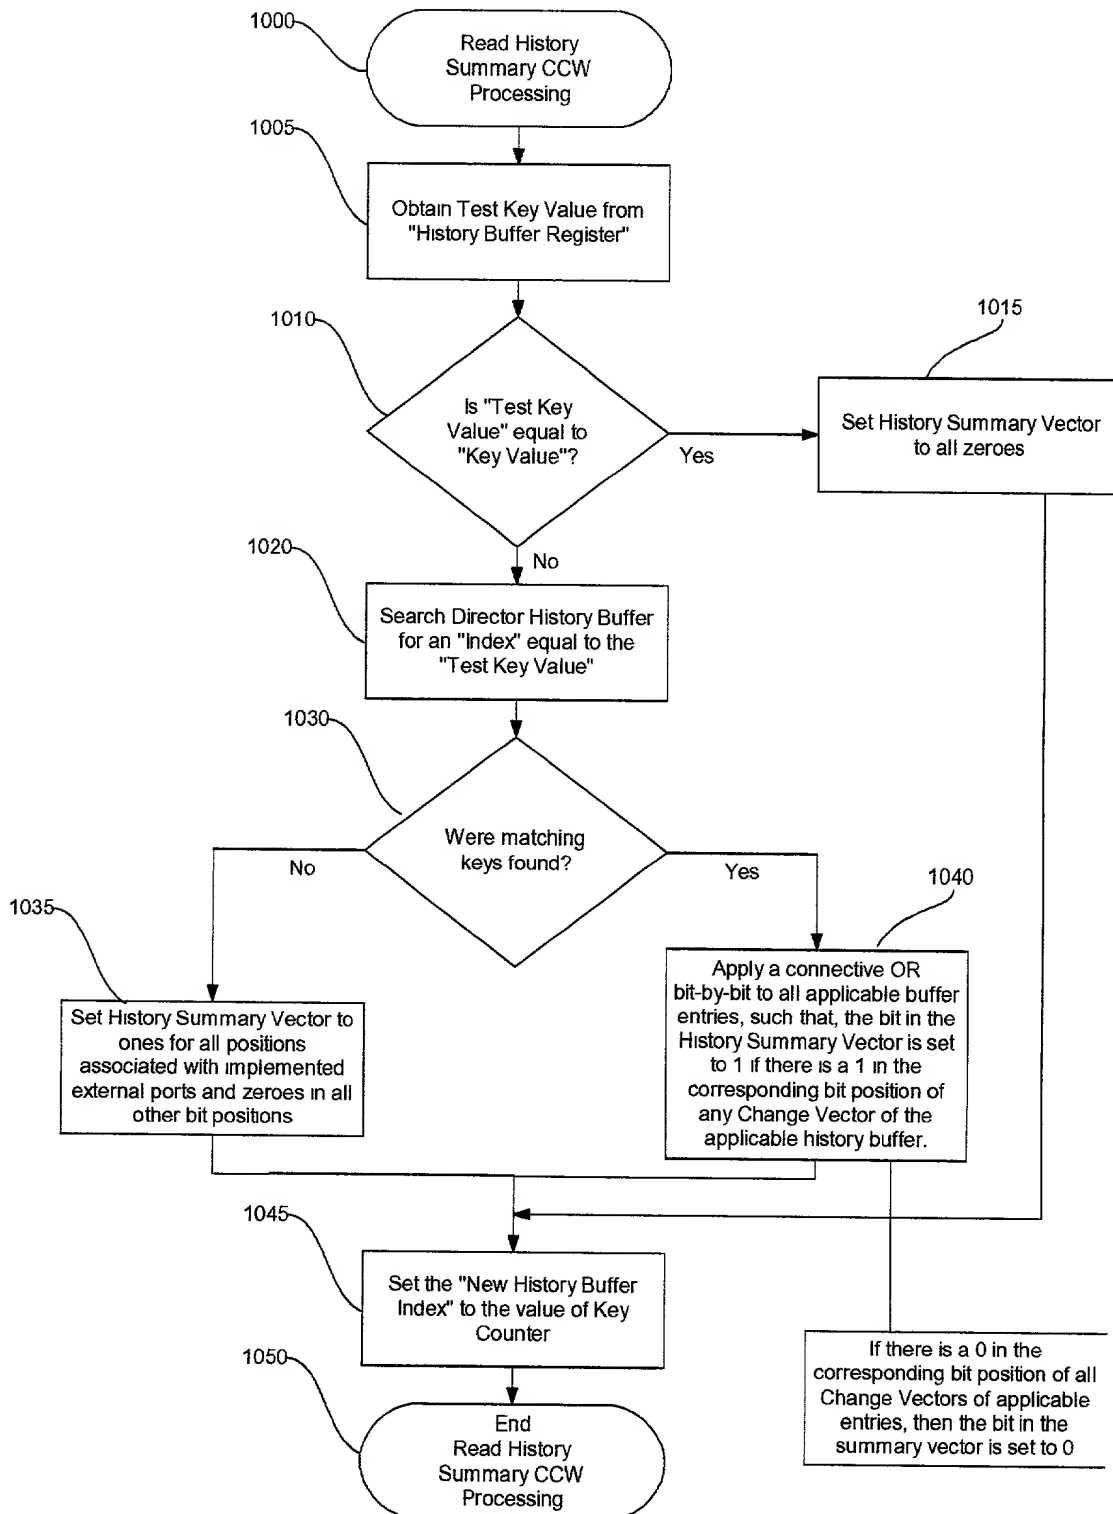 1000
Read History
Summary CCW
Processing
1005
Obtain Test Key Value from
"History Buffer Register"
1010
Is "Test Key
Value" equal to
"Key Value"?
Yes
No
1015
Set History Summary Vector
to all zeroes
1020
Search Director History Buffer
for an "Index" equal to the
"Test Key Value"
1030
Were matching
keys found?
No
Yes
1035
Set History Summary Vector to
ones for all positions
associated with implemented
external ports and zeroes in all
other bit positions
1040
Apply a connective OR
bit-by-bit to all applicable buffer
entries, such that, the bit in the
History Summary Vector is set
to 1 if there is a 1 in the
corresponding bit position of
any Change Vector of the
applicable history buffer.
1045
Set the "New History Buffer
Index" to the value of Key
Counter
If there is a 0 in the
corresponding bit position of all
Change Vectors of applicable
entries, then the bit in the
summary vector is set to 0
1050
End
Read History
Summary CCW
Processing